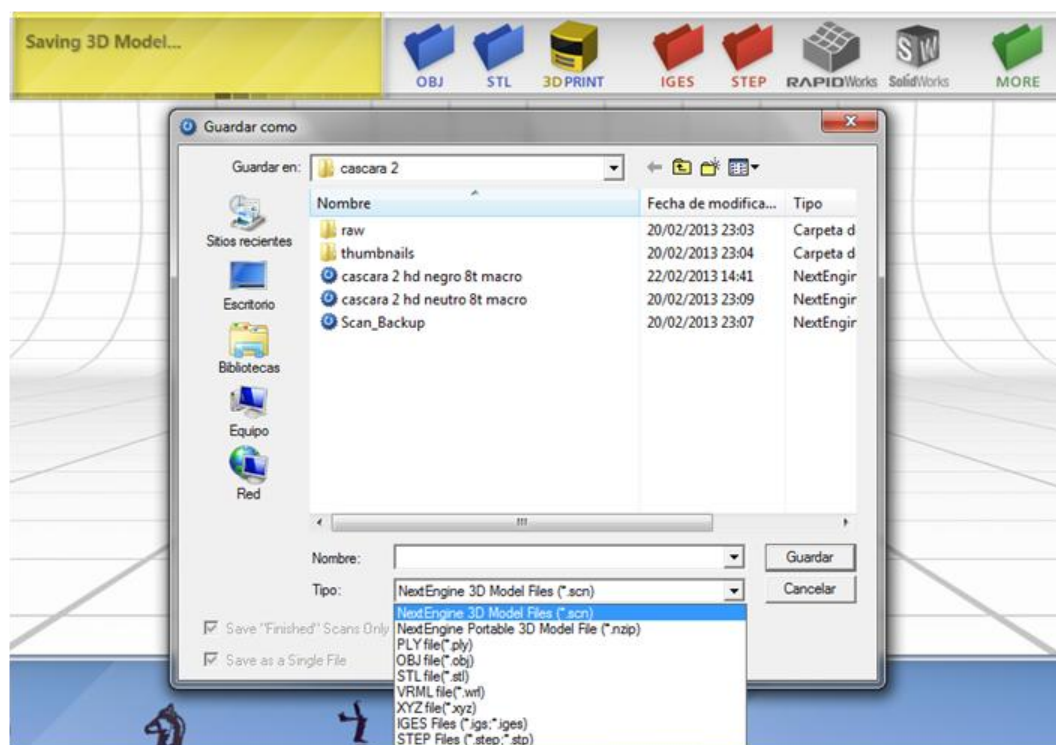 Saving 3D Model...
OBJ STL 3D PRINT IGES STEP RAPIDWorks SW SolidWorks MORE
Guardar como
Guardar en: cascara 2
Nombre Fecha de modifica... Tipo
raw 20/02/2013 23:03 Carpeta d
thumbnails 20/02/2013 23:04 Carpeta d
cascara 2 hd negro 8t macro 22/02/2013 14:41 NextEngir
cascara 2 hd neutro 8t macro 20/02/2013 23:09 NextEngir
Scan_Backup 20/02/2013 23:07 NextEngir
Sitios recientes
Escritorio
Bibliotecas
Equipo
Red
Nombre: Guardar
Tipo: NextEngine 3D Model Files (*.scn) Cancelar
NextEngine 3D Model Files (*.scn)
Save "Finished" Scans Only NextEngine Portable 3D Model File (*.nzip)
PLY file(*.ply)
OBJ file(*.obj)
Save as a Single File STL file(*.stl)
VRML file(*.wrl)
XYZ file(*.xyz)
IGES Files (*.igs;*.iges)
STEP Files (*.step;*.stp)